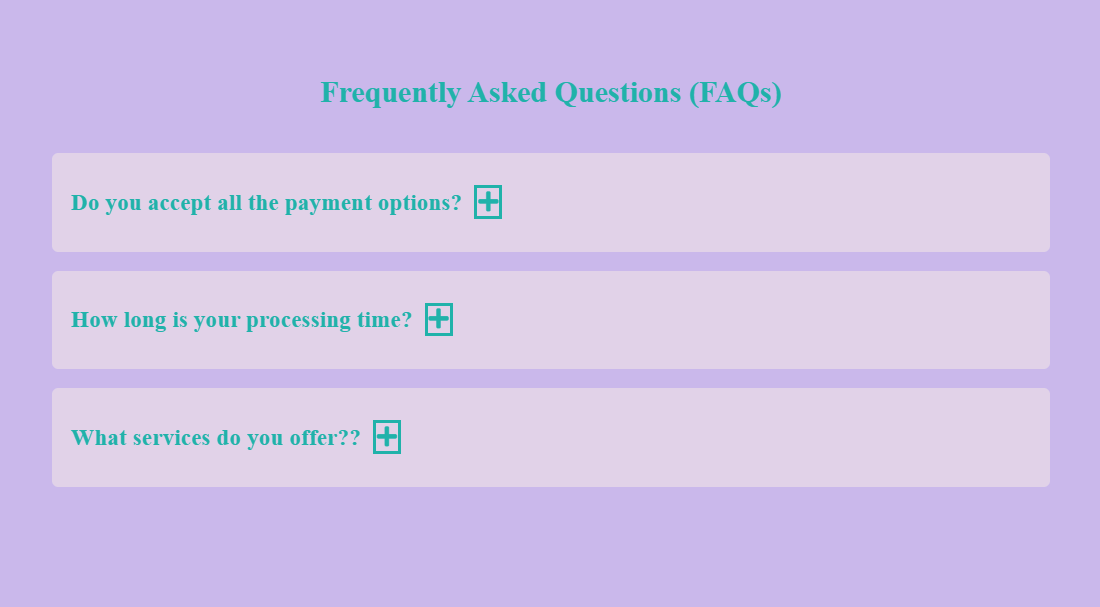 Frequently Asked Questions (FAQs)
Do you accept all the payment options?
How long is your processing time?
What services do you offer??